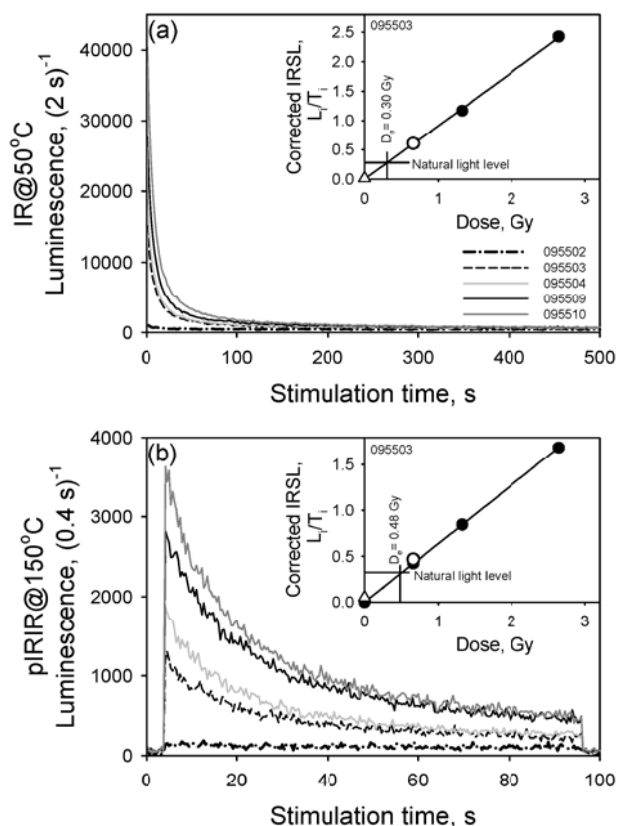 (a)
IR@50°C
Luminescence, (2 s)⁻¹
40000
30000
20000
10000
0
0 100 200 300 400 500
Stimulation time, s
095503
Corrected IRSL,
Lᵢ/Tᵢ
2.5
2.0
1.5
1.0
0.5
0.0
Dₑ = 0.30 Gy
Natural light level
0 1 2 3
Dose, Gy
095502
095503
095504
095509
095510
(b)
pIRIR@150°C
Luminescence, (0.4 s)⁻¹
4000
3000
2000
1000
0
0 20 40 60 80 100
Stimulation time, s
095503
Corrected IRSL,
Lᵢ/Tᵢ
1.5
1.0
0.5
0.0
Dₑ = 0.48 Gy
Natural light level
0 1 2 3
Dose, Gy